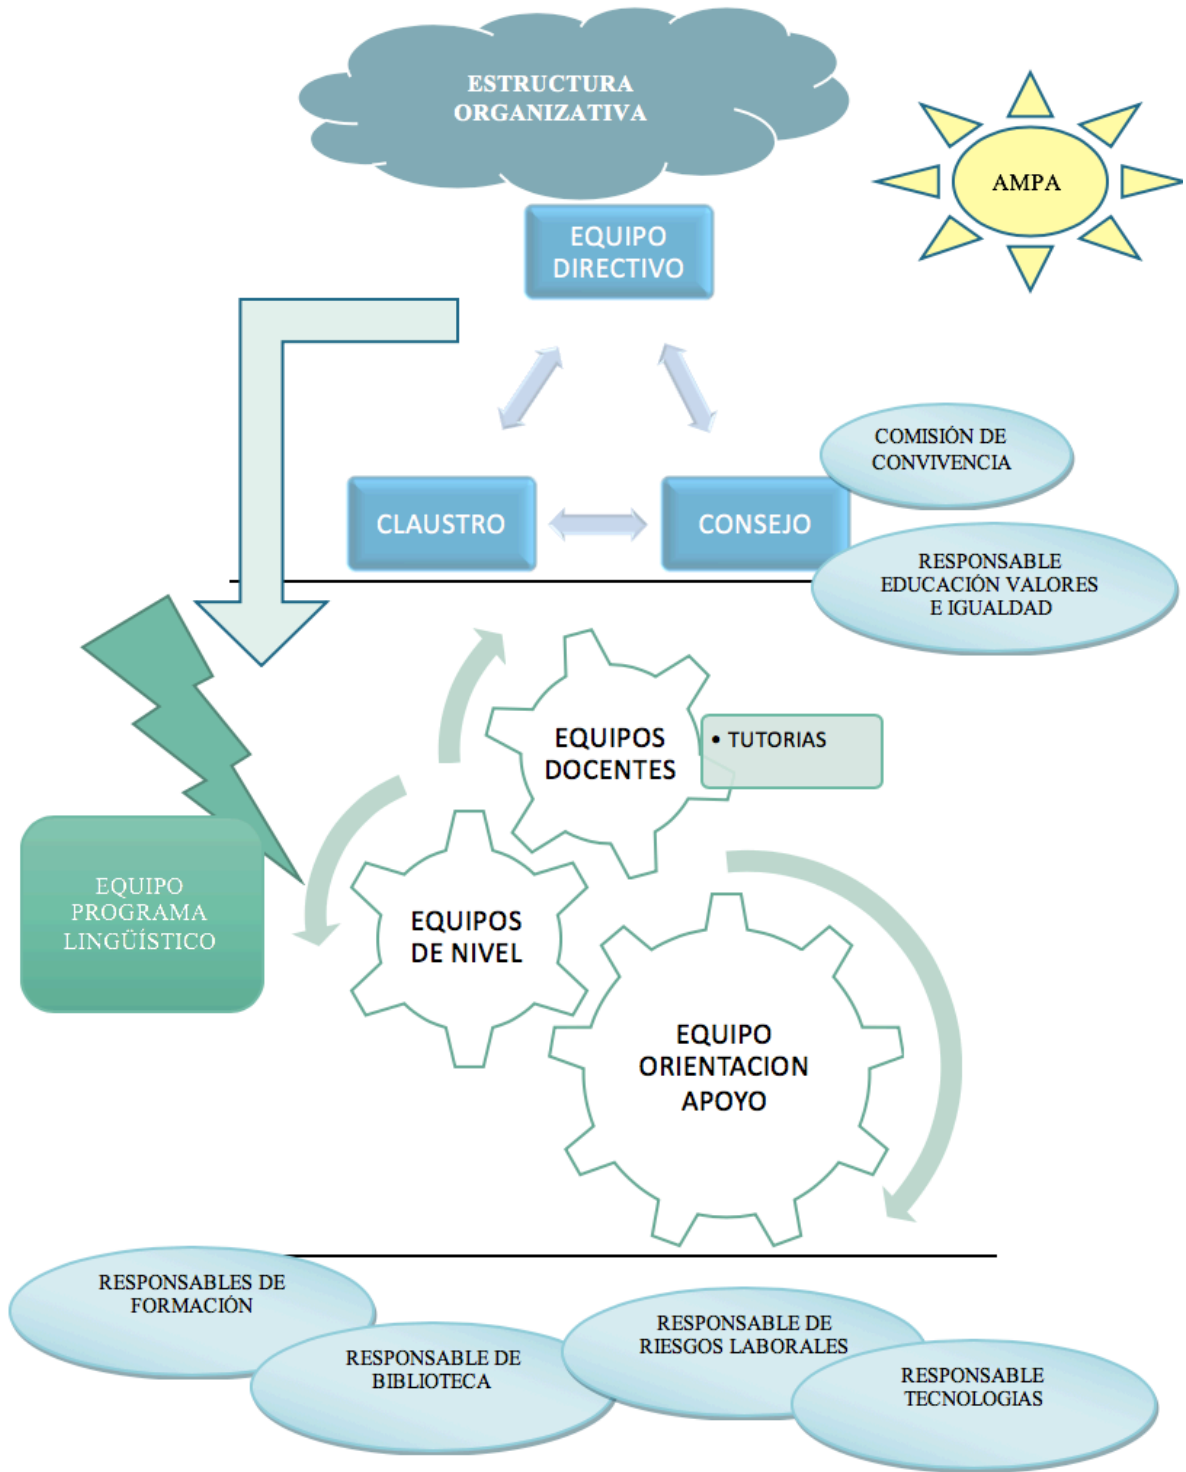 ESTRUCTURA
ORGANIZATIVA
AMPA
EQUIPO
DIRECTIVO
COMISIÓN DE
CONVIVENCIA
CLAUSTRO
CONSEJO
RESPONSABLE
EDUCACIÓN VALORES
E IGUALDAD
EQUIPOS
DOCENTES
• TUTORIAS
EQUIPO
PROGRAMA
LINGÜÍSTICO
EQUIPOS
DE NIVEL
EQUIPO
ORIENTACION
APOYO
RESPONSABLES DE
FORMACIÓN
RESPONSABLE DE
BIBLIOTECA
RESPONSABLE DE
RIESGOS LABORALES
RESPONSABLE
TECNOLOGIAS